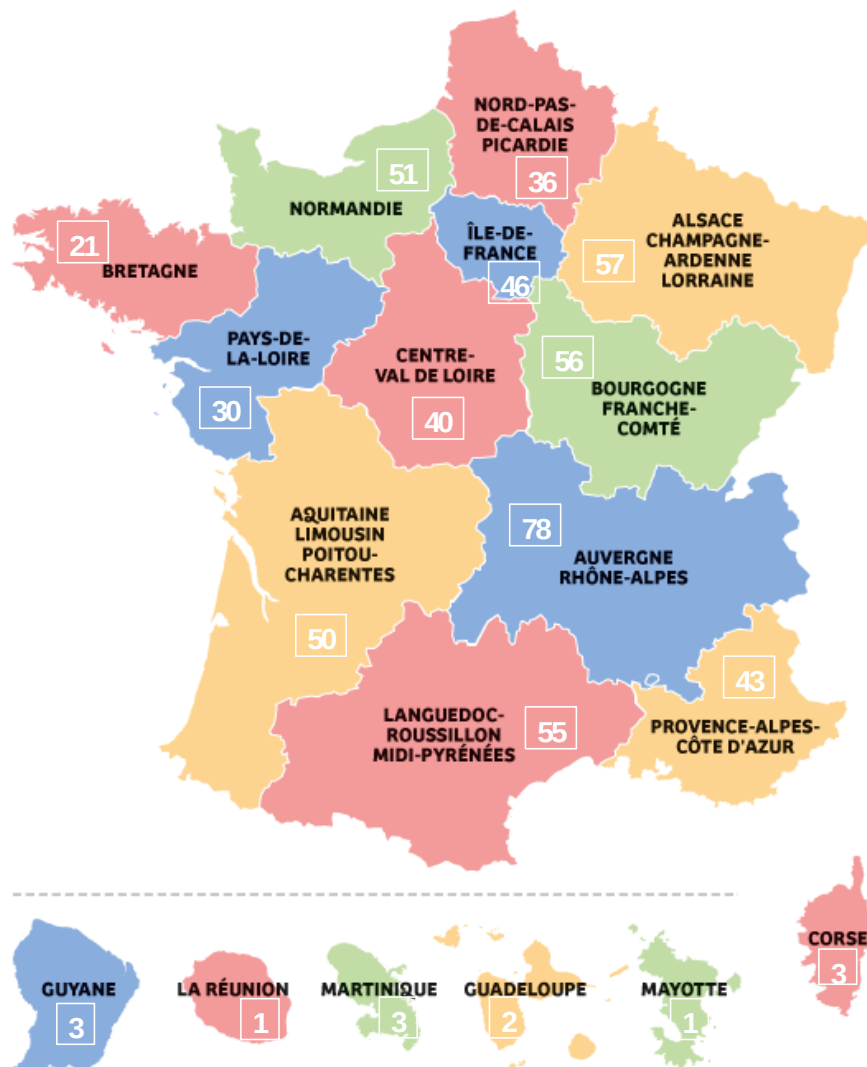 NORD-PAS-
DE-CALAIS
PICARDIE
36
51
NORMANDIE
ÎLE-DE-
FRANCE
46
ALSACE
CHAMPAGNE-
ARDENNE
LORRAINE
57
21
BRETAGNE
PAYS-DE-
LA-LOIRE
30
CENTRE-
VAL DE LOIRE
40
56
BOURGOGNE
FRANCHE-
COMTÉ
AQUITAINE
LIMOUSIN
POITOU-
CHARENTES
50
78
AUVERGNE
RHÔNE-ALPES
43
PROVENCE-ALPES-
CÔTE D'AZUR
LANGUEDOC-
ROUSSILLON
MIDI-PYRÉNÉES
55
CORSE
3
GUYANE
3
LA RÉUNION
1
MARTINIQUE
3
GUADELOUPE
2
MAYOTTE
1